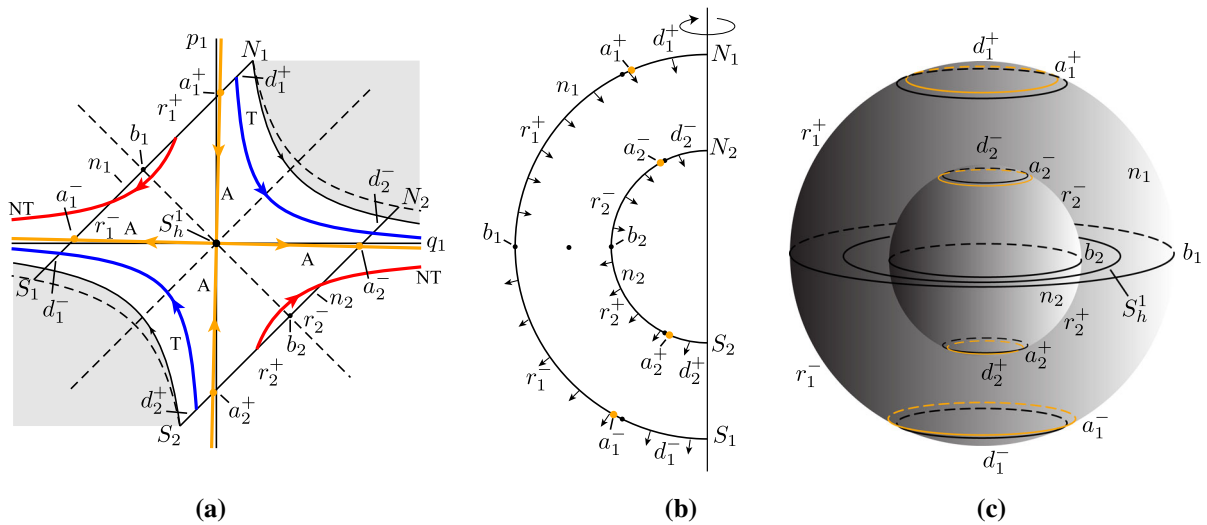 p₁
N₁
a₁⁺
d₁⁺
r₁⁺
T
b₁
n₁
A
d₂⁻
N₂
NT
a₁⁻
r₁⁻
A
S¹ₕ
A
q₁
S₁
d₁⁻
A
a₂
NT
n₂
r₂⁻
b₂
T
r₂⁺
d₂⁺
a₂⁺
S₂
(a)
a₁⁺
d₁⁺
N₁
n₁
r₁⁺
a₂⁻
d₂⁻
N₂
r₂⁻
b₁
b₂
n₂
r₂⁺
a₂⁺
d₂⁺
S₂
r₁⁻
a₁⁻
d₁⁻
S₁
(b)
d₁⁺
a₁⁺
r₁⁺
d₂⁻
a₂⁻
r₂⁻
n₁
b₂
b₁
n₂
S¹ₕ
r₂⁺
r₁⁻
d₂⁺
a₂⁺
a₁⁻
d₁⁻
(c)